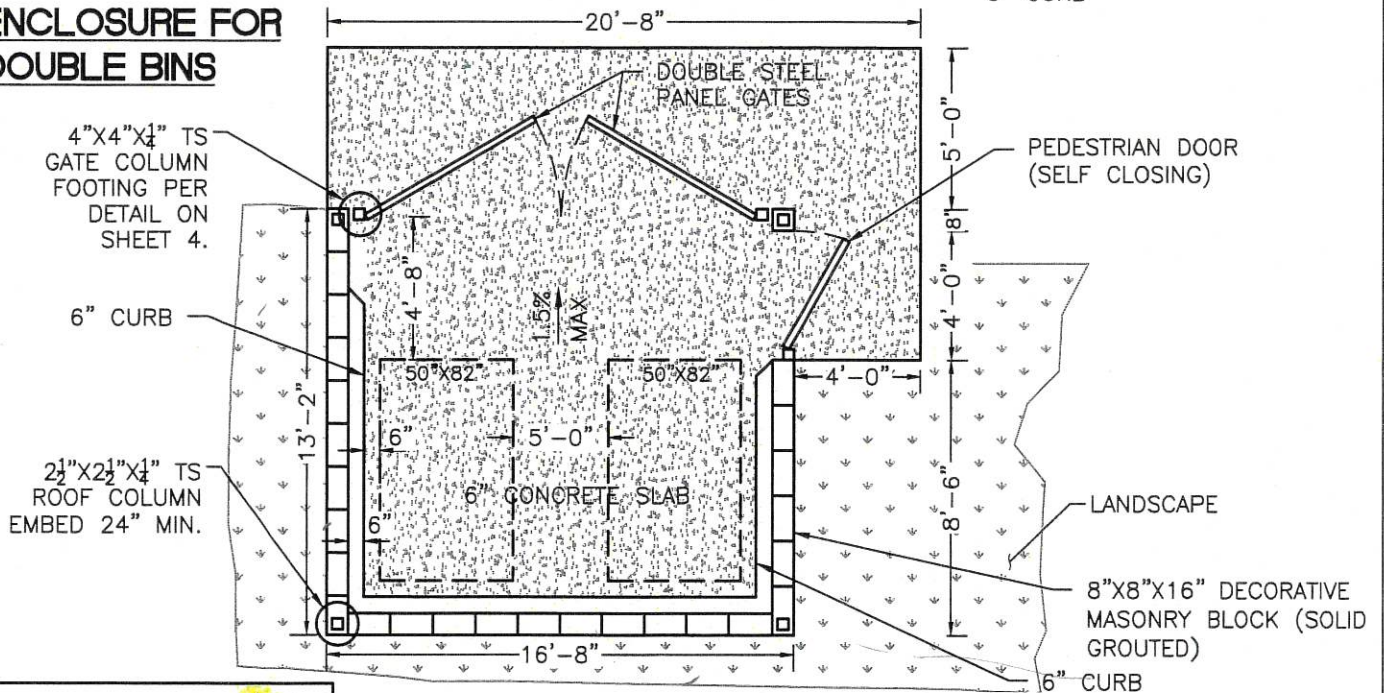 ENCLOSURE FOR
DOUBLE BINS
CURB
20'-8"
DOUBLE STEEL
PANEL GATES
4"X4"X¼" TS
GATE COLUMN
FOOTING PER
DETAIL ON
SHEET 4.
5'-0"
PEDESTRIAN DOOR
(SELF CLOSING)
8"
4'-8"
1.5%
MAX
4'-0"
6" CURB
50"X82"
50"X82"
4'-0"
13'-2"
6"
5'-0"
2½"X2½"X¼" TS
ROOF COLUMN
EMBED 24" MIN.
6" CONCRETE SLAB
6"
8'-6"
LANDSCAPE
8"X8"X16" DECORATIVE
MASONRY BLOCK (SOLID
GROUTED)
16'-8"
6" CURB